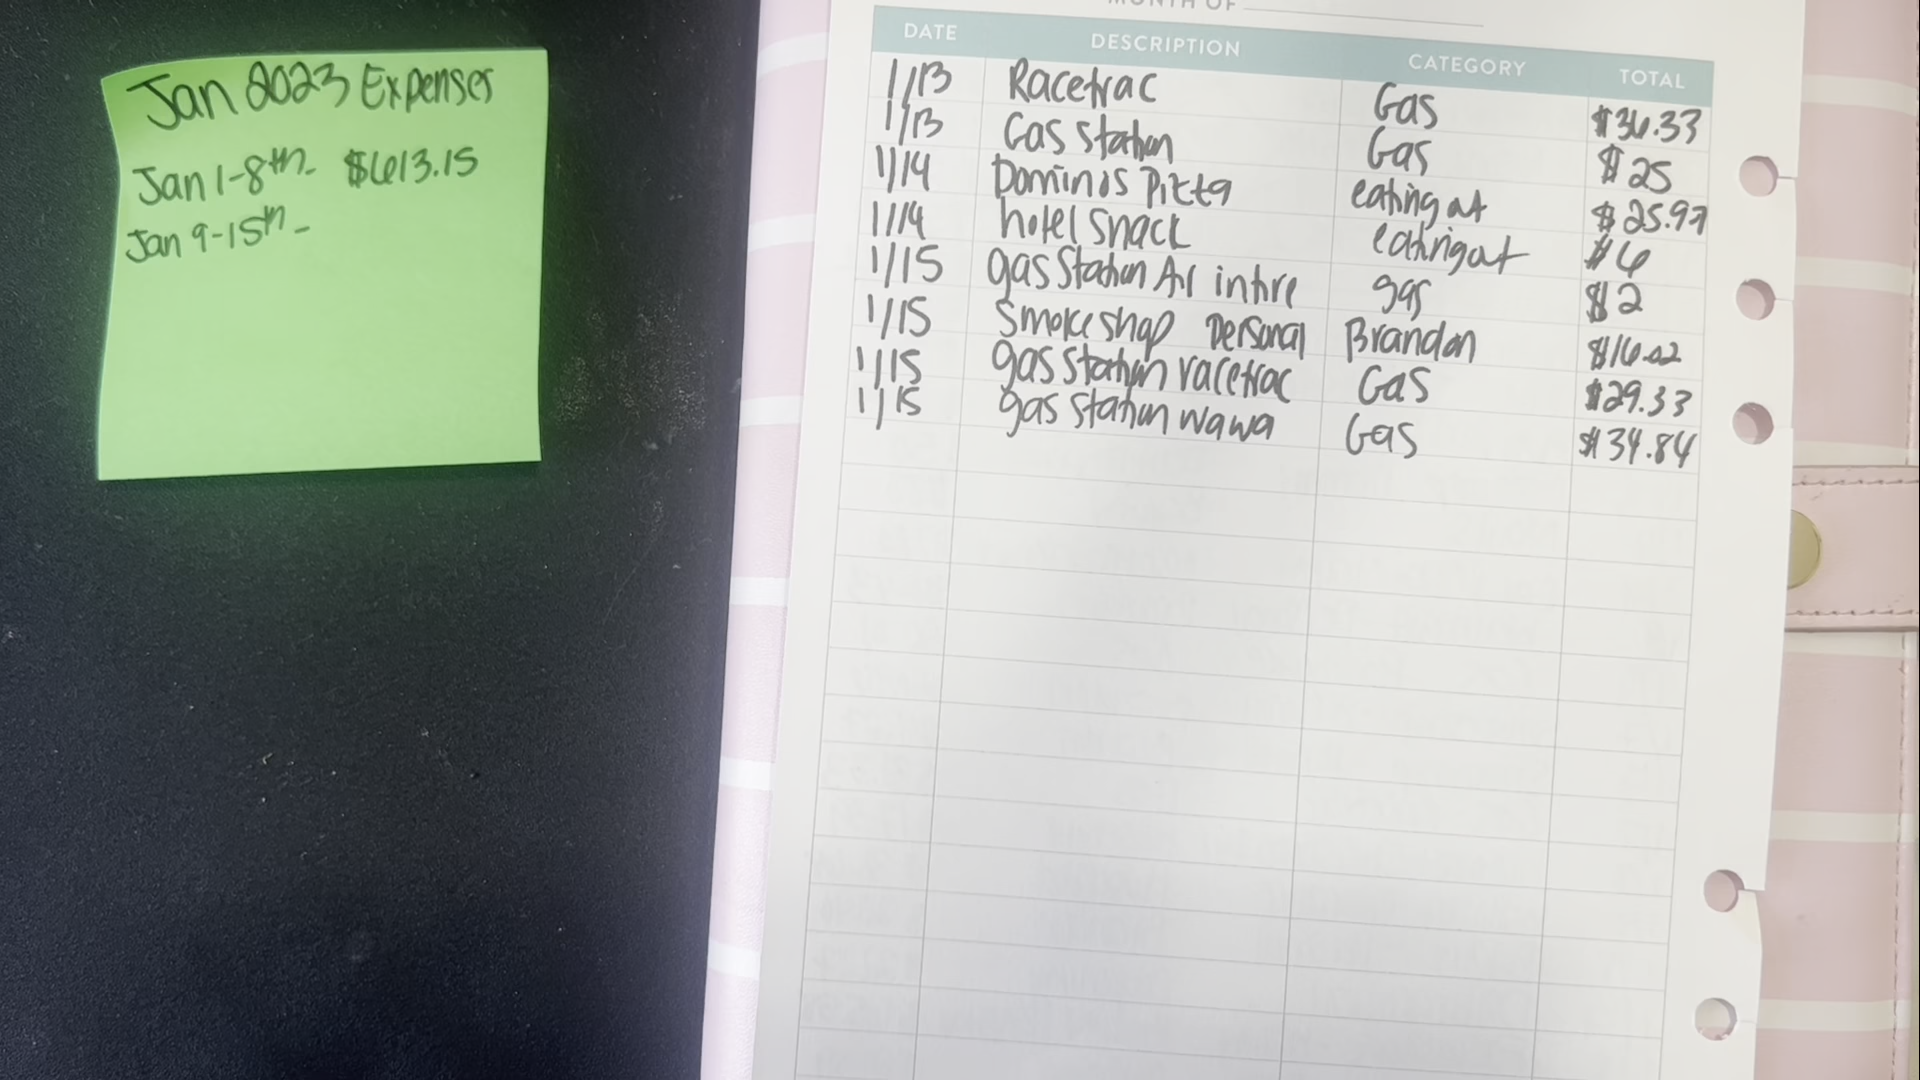 Jan 2023 Expenses
Jan 1-8th- $613.15
Jan 9-15th-
MONTH OF
DATE DESCRIPTION CATEGORY TOTAL
1/13 Racetrac Gas $36.33
1/13 Gas station Gas $25
1/14 Dominos Pizza eating out $25.97
1/14 hotel snack eating out $6
1/15 gas station Air in tire gas $2
1/15 Smoke shop personal Brandon $16.02
1/15 gas station racetrac Gas $29.33
1/15 gas station wawa Gas $34.84